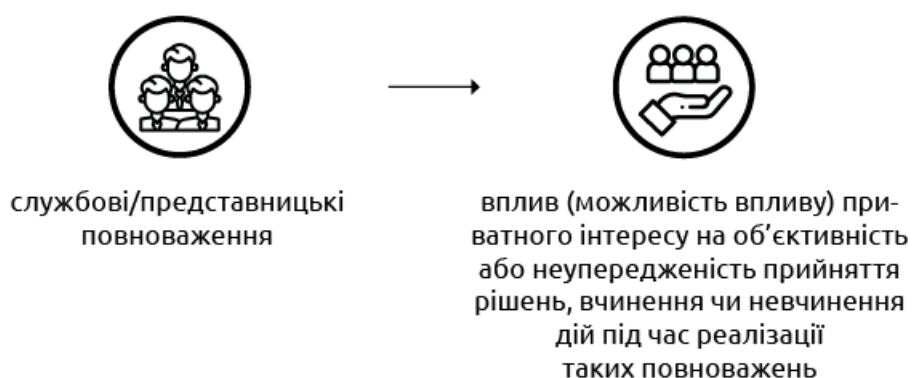 службові/представницькі
повноваження
вплив (можливість впливу) при-
ватного інтересу на об’єктивність
або неупередженість прийняття
рішень, вчинення чи невчинення
дій під час реалізації
таких повноважень